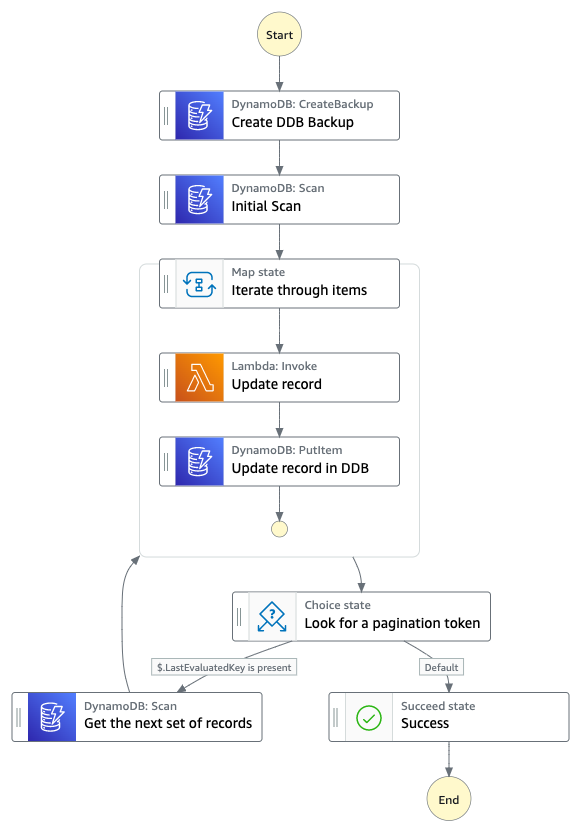 Start
DynamoDB: CreateBackup
Create DDB Backup
DynamoDB: Scan
Initial Scan
Map state
Iterate through items
Lambda: Invoke
Update record
DynamoDB: PutItem
Update record in DDB
Choice state
Look for a pagination token
$.LastEvaluatedKey is present
Default
DynamoDB: Scan
Get the next set of records
Succeed state
Success
End